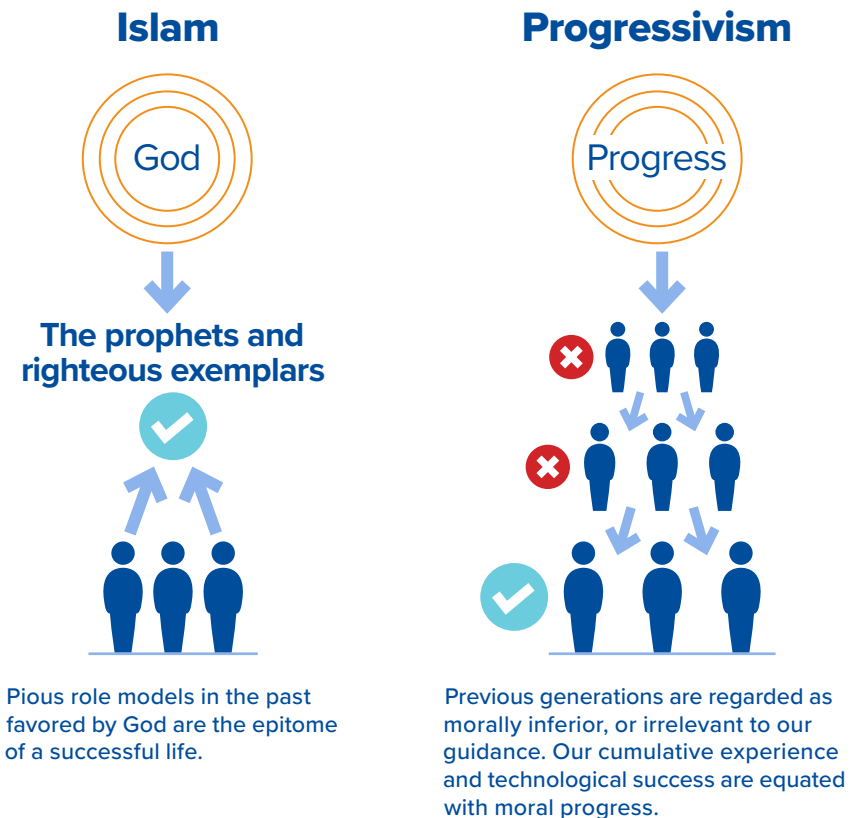 Islam
God
The prophets and
righteous exemplars
Pious role models in the past
favored by God are the epitome
of a successful life.
Progressivism
Progress
Previous generations are regarded as
morally inferior, or irrelevant to our
guidance. Our cumulative experience
and technological success are equated
with moral progress.